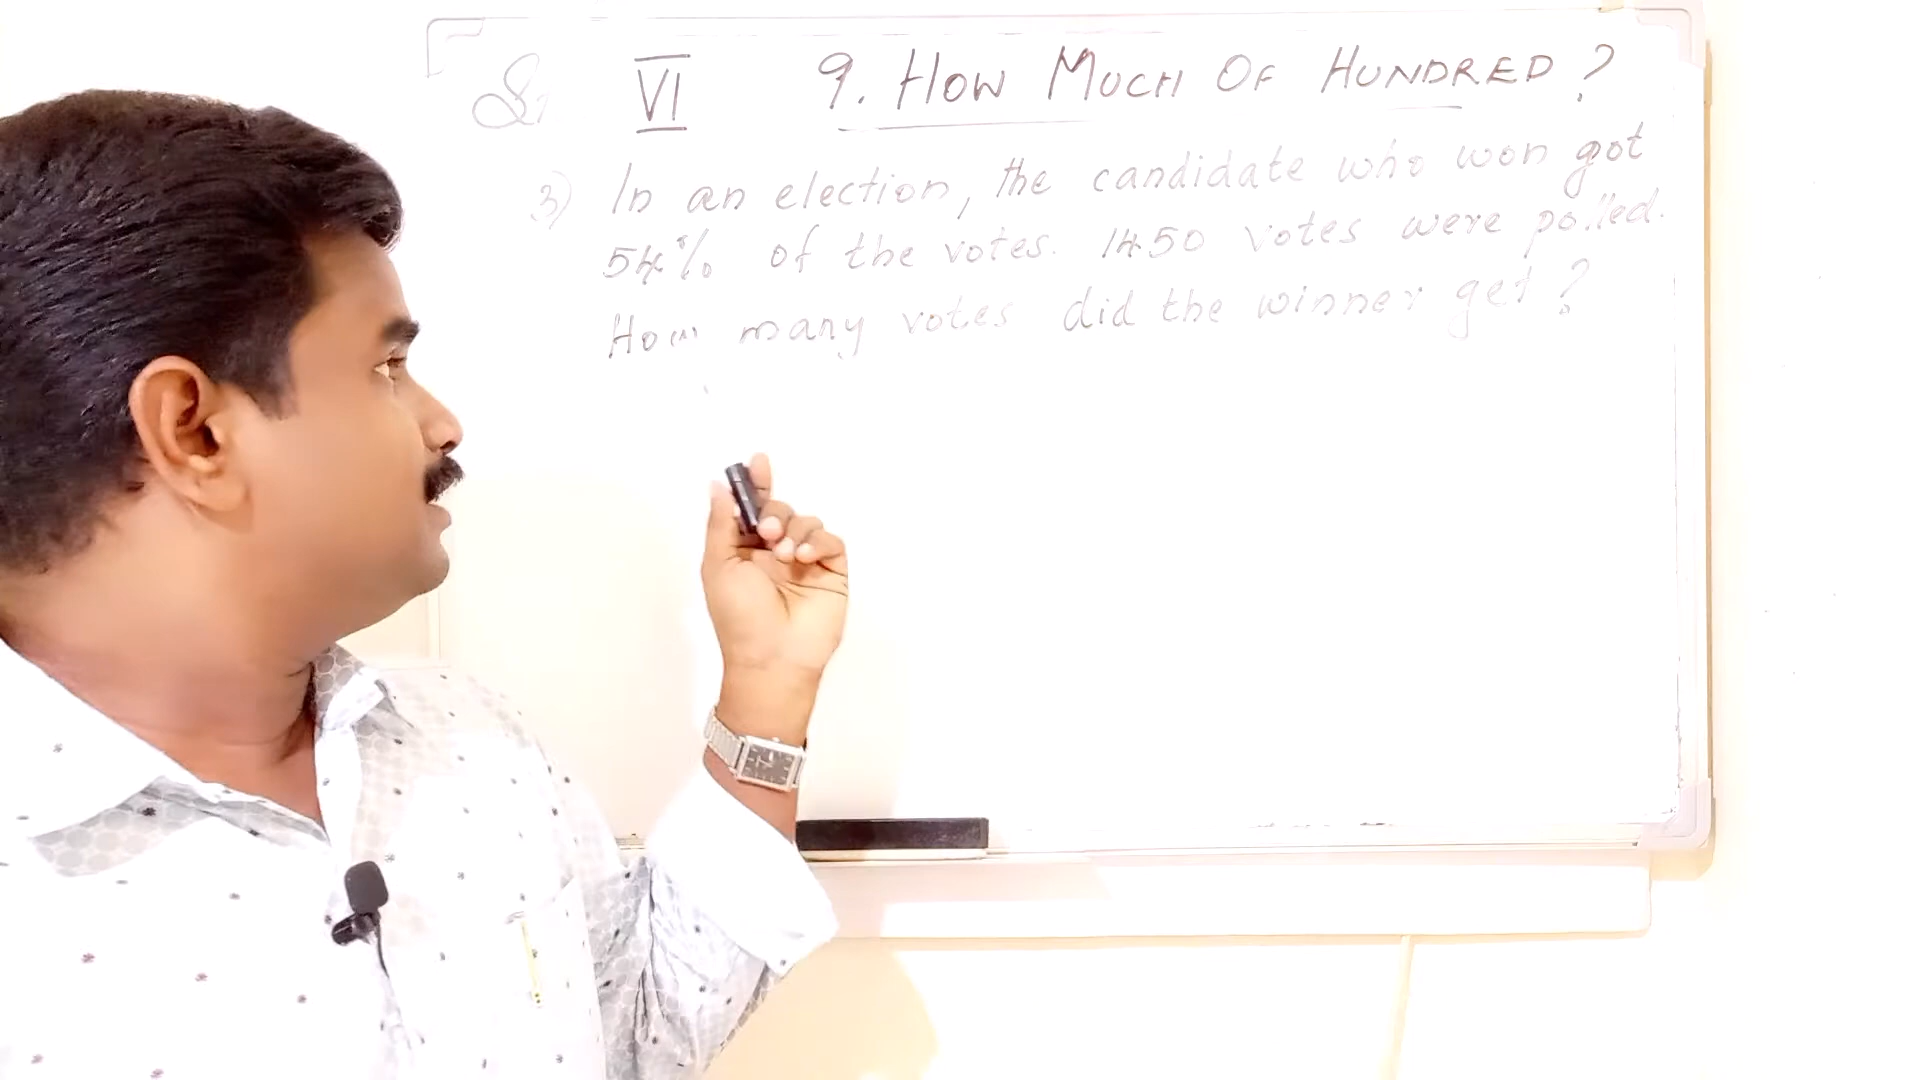 VI 9. HOW MUCH OF HUNDRED ?
3) In an election, the candidate who won got
54% of the votes. 1450 votes were polled.
How many votes did the winner get ?